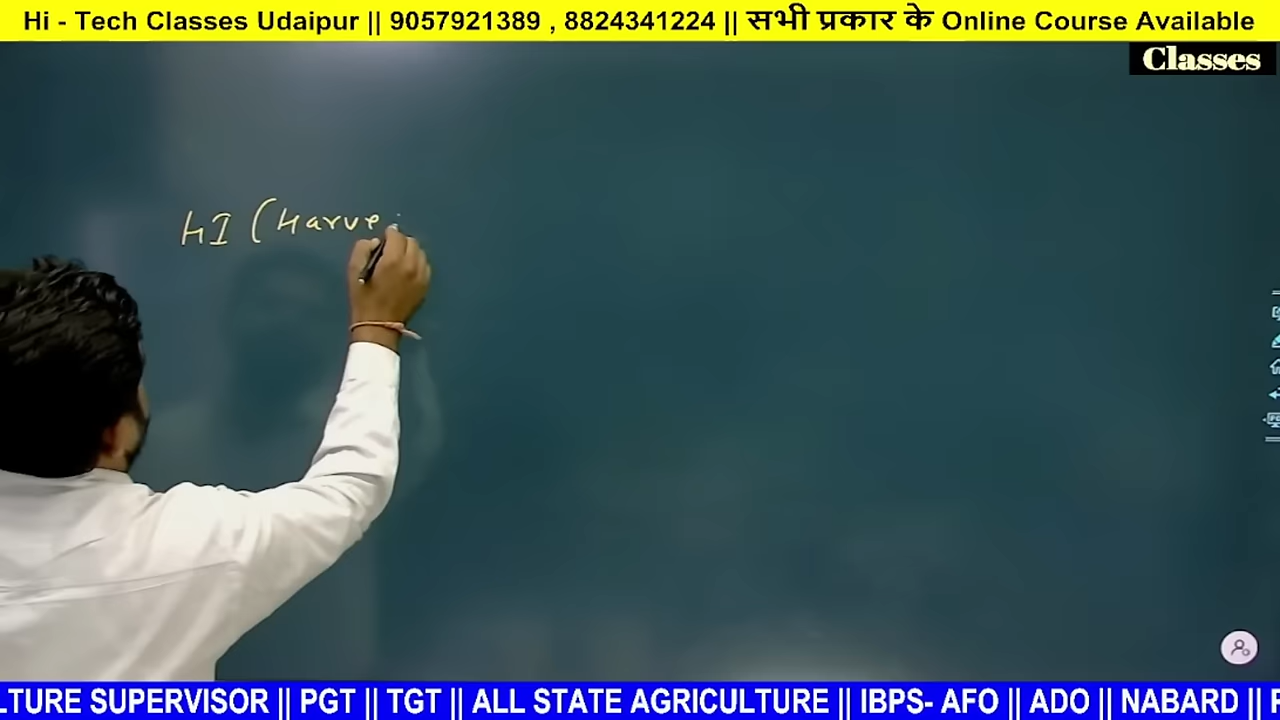 Hi - Tech Classes Udaipur || 9057921389 , 8824341224 || सभी प्रकार के Online Course Available
Classes
HI (Harve
LTURE SUPERVISOR || PGT || TGT || ALL STATE AGRICULTURE || IBPS- AFO || ADO || NABARD ||